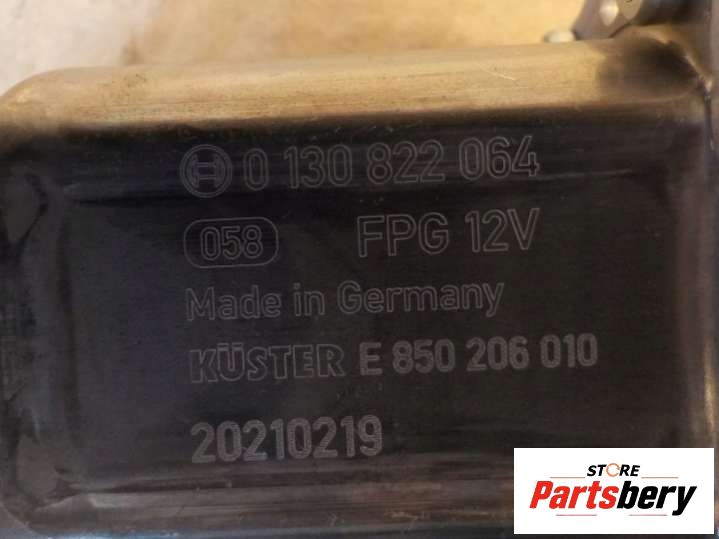 0 130 822 064
058 FPG 12V
Made in Germany
KÜSTER E 850 206 010
20210219
STORE
Partsbery